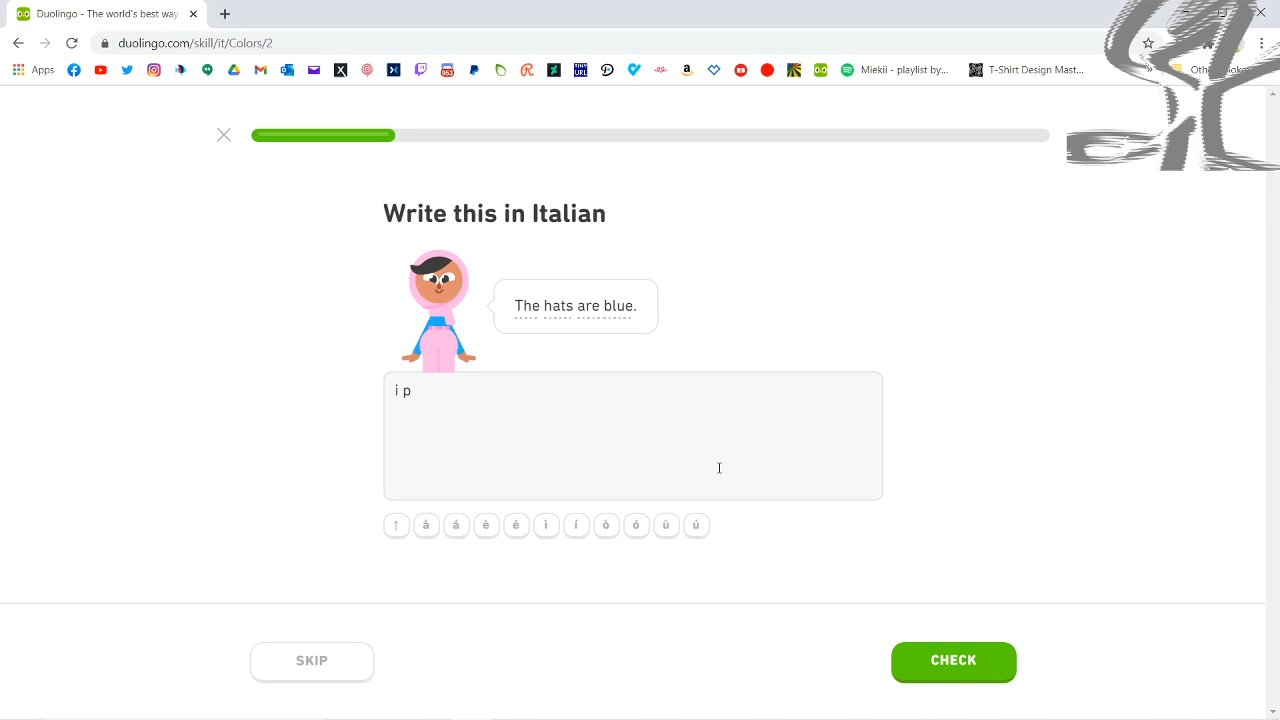 Duolingo - The world's best way
duolingo.com/skill/it/Colors/2
Apps
Mekki - playlist by...
T-Shirt Design Mast...
»
Write this in Italian
The hats are blue.
i p
↑ à á è é ì í ò ó ù ú
SKIP
CHECK